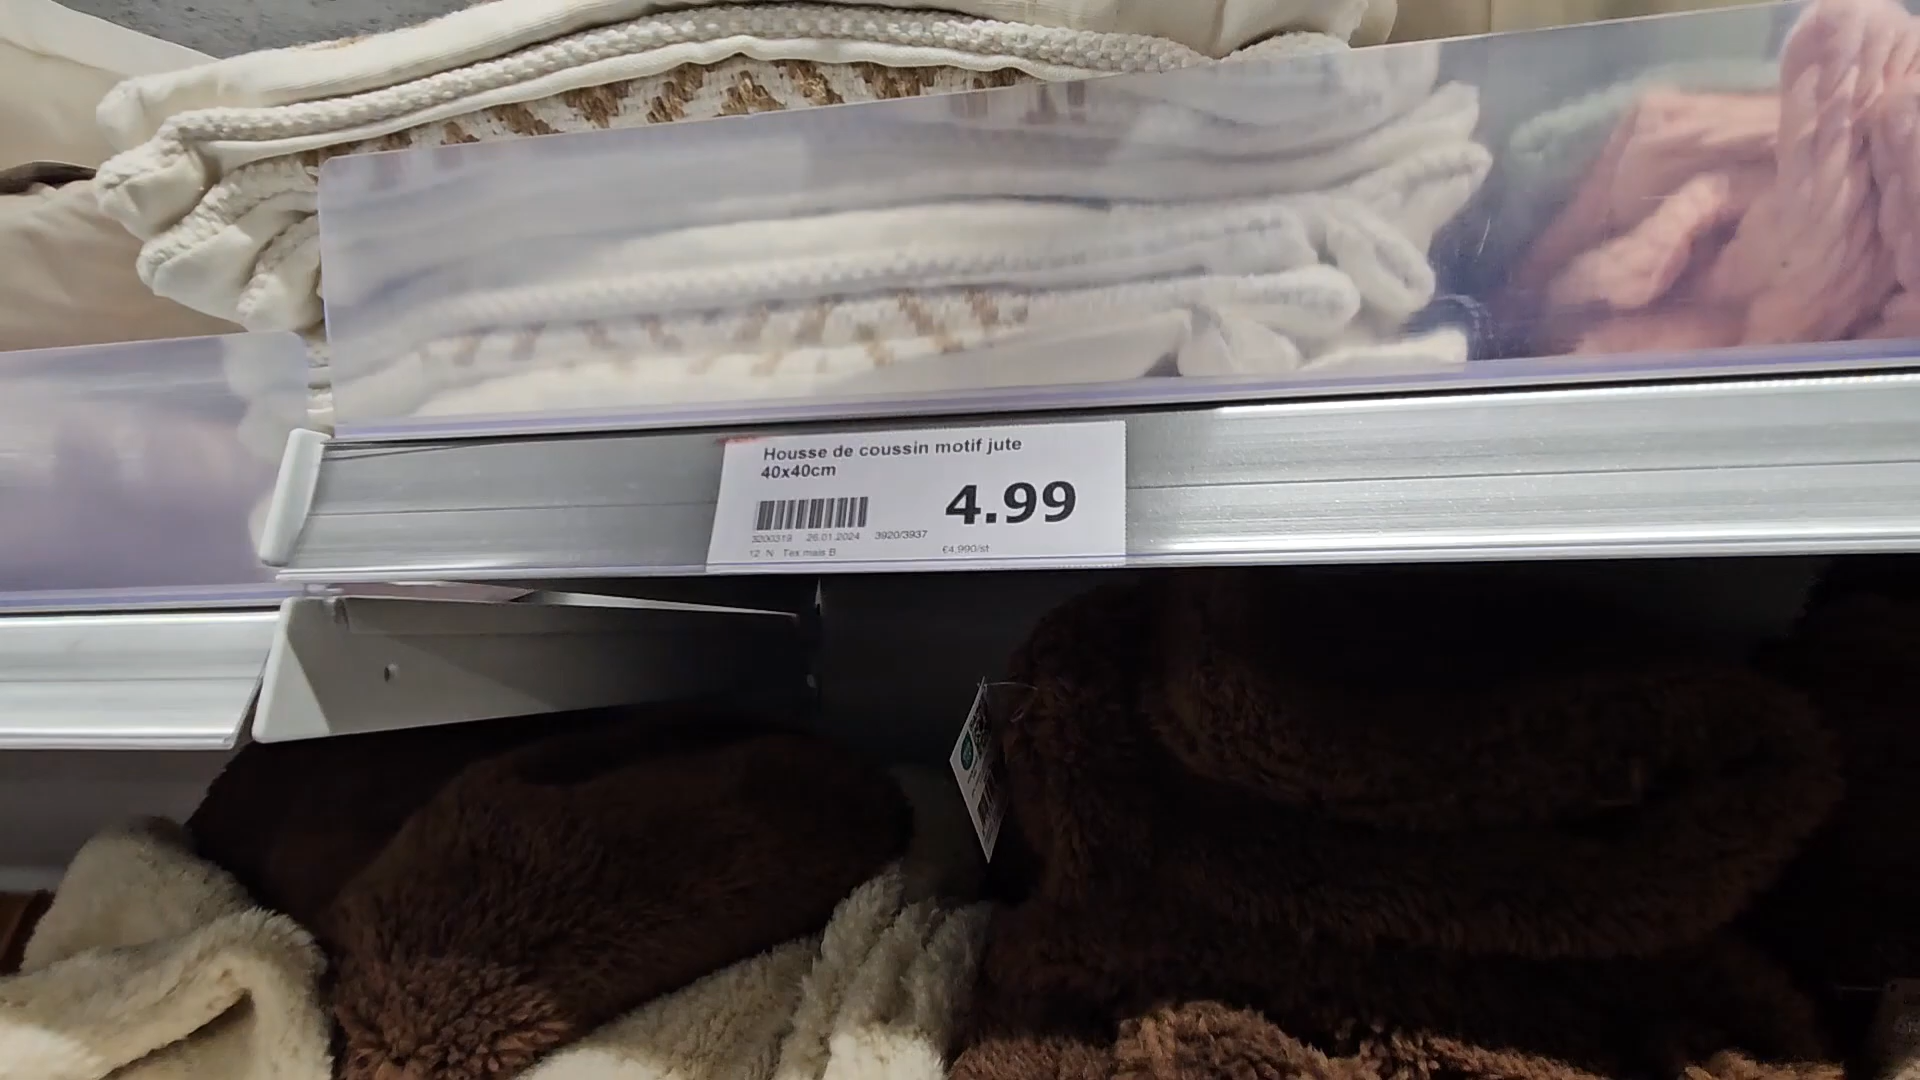 Housse de coussin motif jute
40x40cm
4.99
3200319 26.01.2024 3920/3937
12 N Tex mais B
€4.990/st